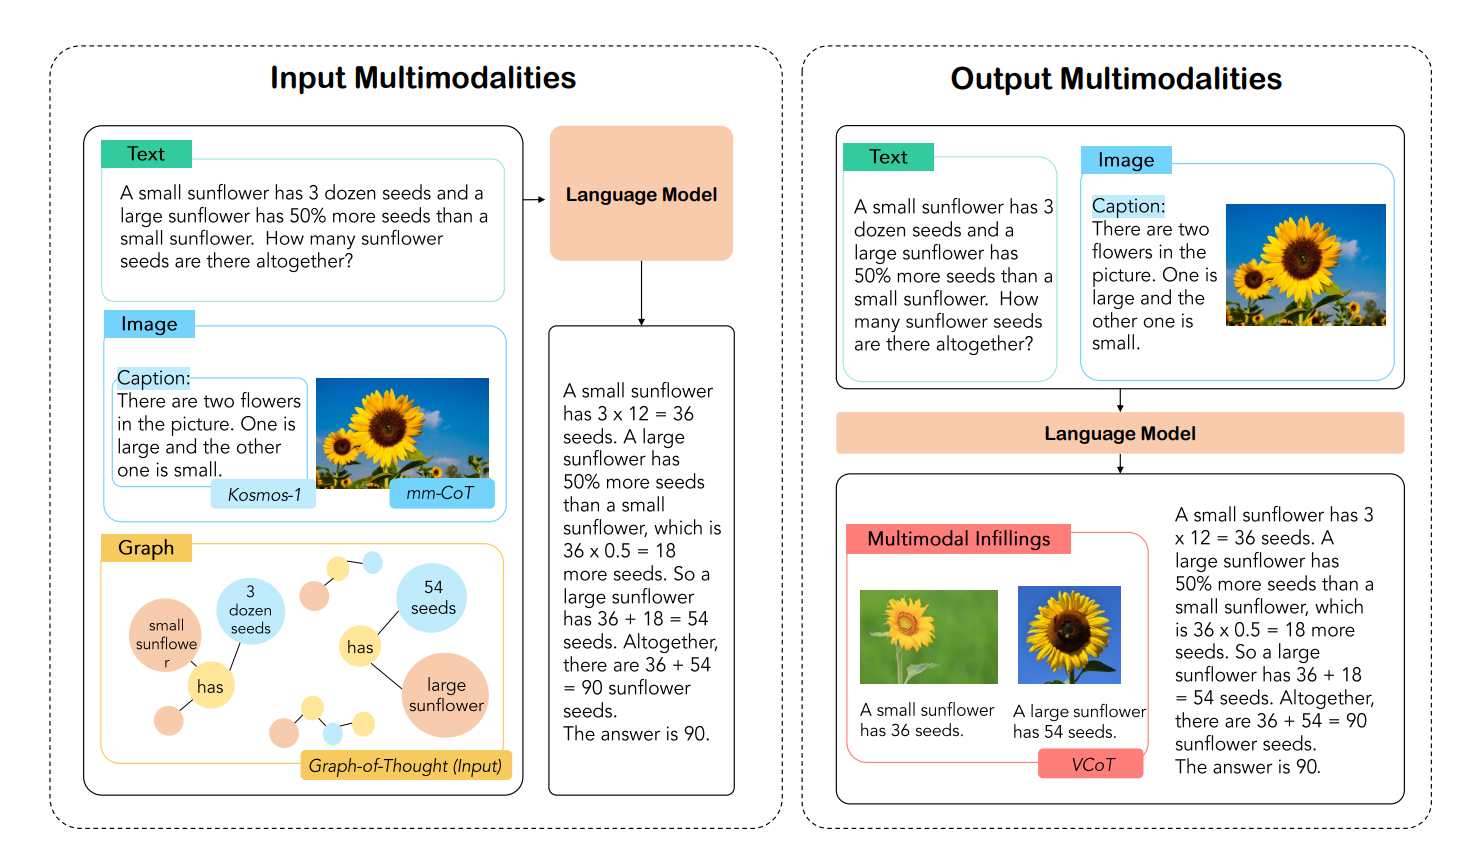 Input Multimodalities
Text
A small sunflower has 3 dozen seeds and a
large sunflower has 50% more seeds than a
small sunflower.  How many sunflower
seeds are there altogether?
Image
Caption:
There are two flowers
in the picture. One is
large and the other
one is small.
Kosmos-1
mm-CoT
Graph
small
sunflowe
r
3
dozen
seeds
has
54
seeds
has
large
sunflower
Graph-of-Thought (Input)
Language Model
A small sunflower
has 3 x 12 = 36
seeds. A large
sunflower has
50% more seeds
than a small
sunflower, which is
36 x 0.5 = 18
more seeds. So a
large sunflower
has 36 + 18 = 54
seeds. Altogether,
there are 36 + 54
= 90 sunflower
seeds.
The answer is 90.
Output Multimodalities
Text
A small sunflower has 3
dozen seeds and a
large sunflower has
50% more seeds than a
small sunflower.  How
many sunflower seeds
are there altogether?
Image
Caption:
There are two
flowers in the
picture. One is
large and the
other one is
small.
Language Model
Multimodal Infillings
A small sunflower
has 36 seeds.
A large sunflower
has 54 seeds.
VCoT
A small sunflower has 3
x 12 = 36 seeds. A
large sunflower has
50% more seeds than a
small sunflower, which
is 36 x 0.5 = 18 more
seeds. So a large
sunflower has 36 + 18
= 54 seeds. Altogether,
there are 36 + 54 = 90
sunflower seeds.
The answer is 90.